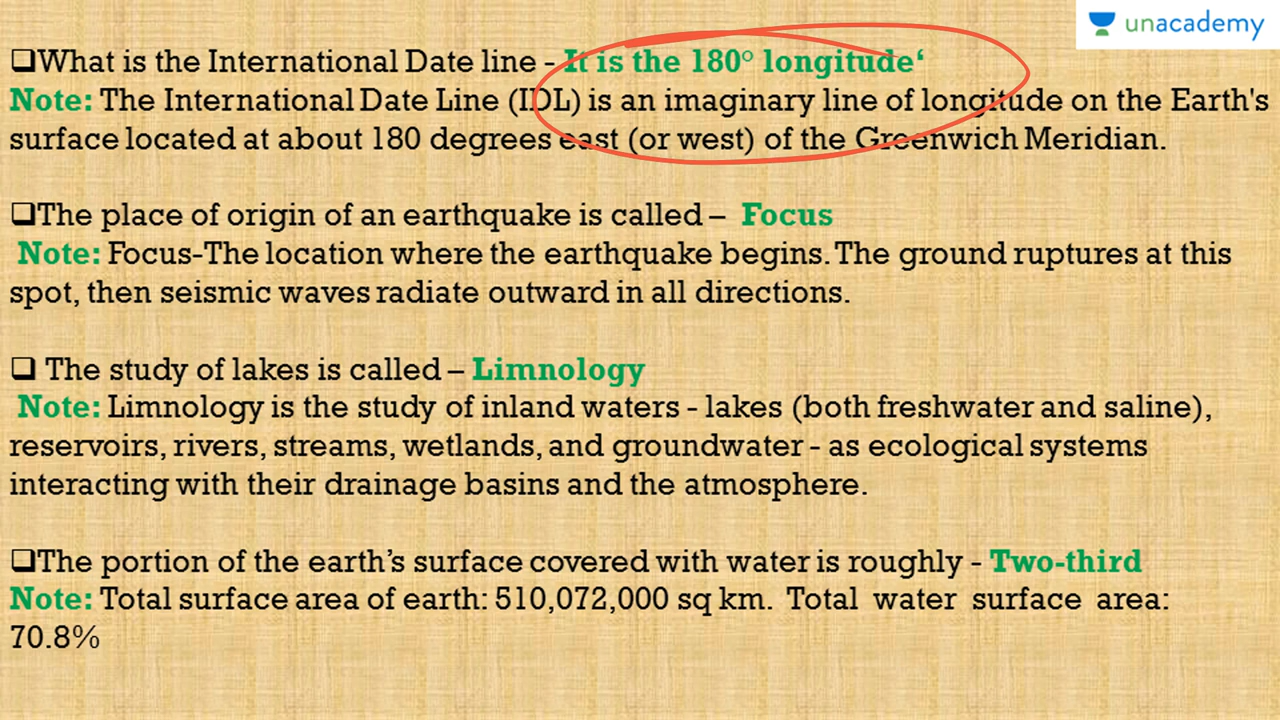 unacademy
❑What is the International Date line - It is the 180° longitude‘
Note: The International Date Line (IDL) is an imaginary line of longitude on the Earth's
surface located at about 180 degrees east (or west) of the Greenwich Meridian.
❑The place of origin of an earthquake is called – Focus
Note: Focus-The location where the earthquake begins. The ground ruptures at this
spot, then seismic waves radiate outward in all directions.
❑ The study of lakes is called – Limnology
Note: Limnology is the study of inland waters - lakes (both freshwater and saline),
reservoirs, rivers, streams, wetlands, and groundwater - as ecological systems
interacting with their drainage basins and the atmosphere.
❑The portion of the earth’s surface covered with water is roughly - Two-third
Note: Total surface area of earth: 510,072,000 sq km. Total water surface area:
70.8%